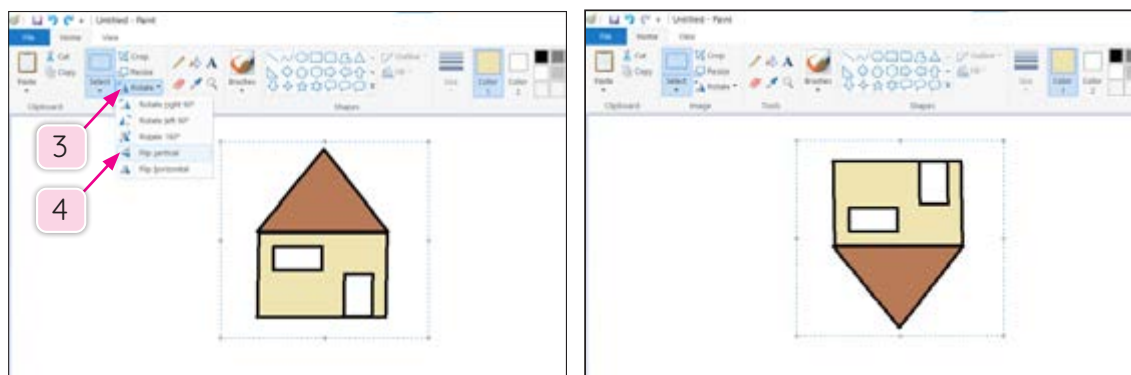 Untitled - Paint
File Home View
Paste
Cut
Copy
Select
Crop
Resize
Rotate
Brushes
Outline
Fill
Size
Color 1
Color 2
Clipboard
Shapes
Rotate right 90°
Rotate left 90°
Rotate 180°
Flip vertical
Flip horizontal
3
4
Untitled - Paint
File Home View
Paste
Cut
Copy
Select
Crop
Resize
Rotate
A
Brushes
Outline
Fill
Size
Color 1
Color 2
Clipboard
Image
Tools
Shapes